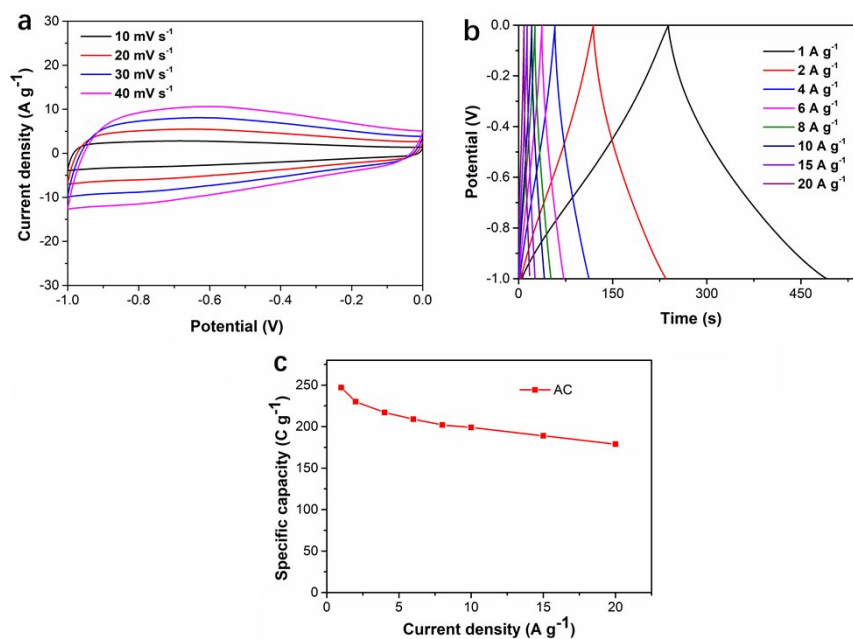 a
10 mV s⁻¹
20 mV s⁻¹
30 mV s⁻¹
40 mV s⁻¹
30
20
10
0
-10
-20
-30
Current density (A g⁻¹)
-1.0
-0.8
-0.6
-0.4
-0.2
0.0
Potential (V)
b
1 A g⁻¹
2 A g⁻¹
4 A g⁻¹
6 A g⁻¹
8 A g⁻¹
10 A g⁻¹
15 A g⁻¹
20 A g⁻¹
0.0
-0.2
-0.4
-0.6
-0.8
-1.0
Potential (V)
0
150
300
450
Time (s)
c
AC
250
200
150
100
50
0
Specific capacity (C g⁻¹)
0
5
10
15
20
Current density (A g⁻¹)